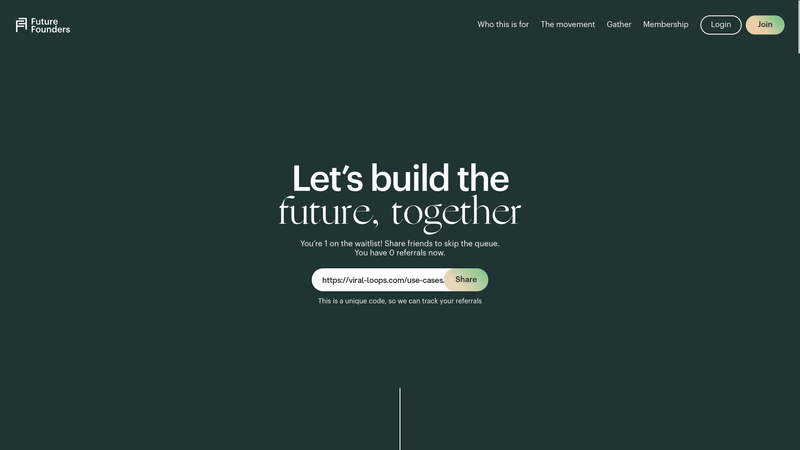 Future
Founders
Who this is for
The movement
Gather
Membership
Login
Join
Let's build the
future, together
You're 1 on the waitlist! Share friends to skip the queue.
You have 0 referrals now.
https://viral-loops.com/use-cases.
Share
This is a unique code, so we can track your referrals